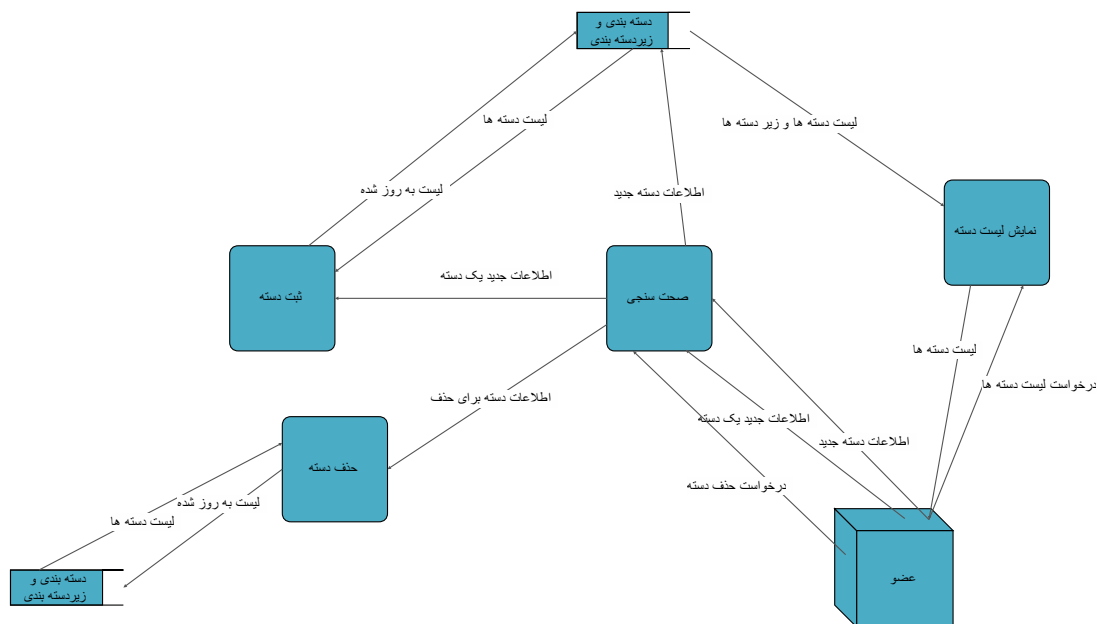 دسته بندی و
زیردسته بندی
لیست دسته ها
لیست دسته ها و زیر دسته ها
لیست به روز شده
اطلاعات دسته جدید
نمایش لیست دسته
اطلاعات جدید یک دسته
ثبت دسته
صحت سنجی
لیست دسته ها
درخواست لیست دسته ها
اطلاعات دسته برای حذف
اطلاعات جدید یک دسته
اطلاعات دسته جدید
حذف دسته
درخواست حذف دسته
لیست به روز شده
لیست دسته ها
دسته بندی و
زیردسته بندی
عضو